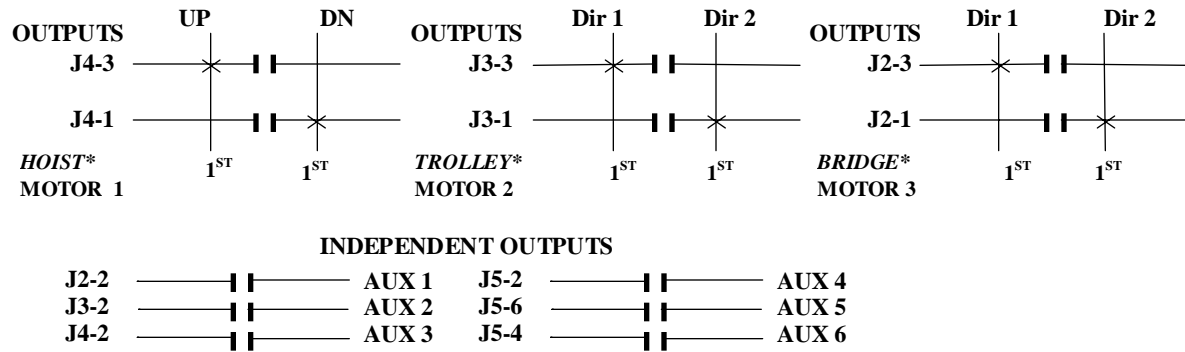 UP DN
OUTPUTS
J4-3
J4-1
HOIST* 1ST 1ST
MOTOR 1
Dir 1 Dir 2
OUTPUTS
J3-3
J3-1
TROLLEY* 1ST 1ST
MOTOR 2
Dir 1 Dir 2
OUTPUTS
J2-3
J2-1
BRIDGE* 1ST 1ST
MOTOR 3
INDEPENDENT OUTPUTS
J2-2 AUX 1 J5-2 AUX 4
J3-2 AUX 2 J5-6 AUX 5
J4-2 AUX 3 J5-4 AUX 6